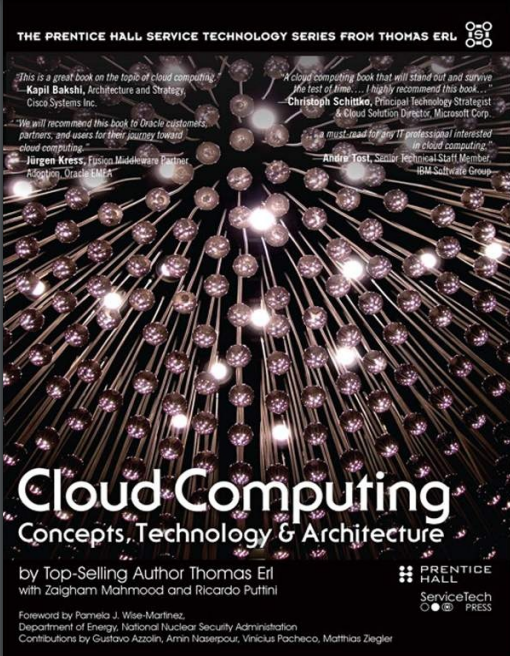 THE PRENTICE HALL SERVICE TECHNOLOGY SERIES FROM THOMAS ERL
"This is a great book on the topic of cloud computing."
Kapil Bakshi, Architecture and Strategy,
Cisco Systems Inc.
"We will recommend this book to Oracle customers,
partners, and users for their journey toward
cloud computing."
Jürgen Kress, Fusion Middleware Partner
Adoption, Oracle EMEA
"A cloud computing book that will stand out and survive
the test of time.... I highly recommend this book..."
Christoph Schittko, Principal Technology Strategist
& Cloud Solution Director, Microsoft Corp.
"...a must-read for any IT professional interested
in cloud computing."
Andre Tost, Senior Technical Staff Member,
IBM Software Group
Cloud Computing
Concepts, Technology & Architecture
by Top-Selling Author Thomas Erl
with Zaigham Mahmood and Ricardo Puttini
PRENTICE
HALL
ServiceTech
PRESS
Foreword by Pamela J. Wise-Martinez,
Department of Energy, National Nuclear Security Administration
Contributions by Gustavo Azzolin, Amin Naserpour, Vinícius Pacheco, Matthias Ziegler